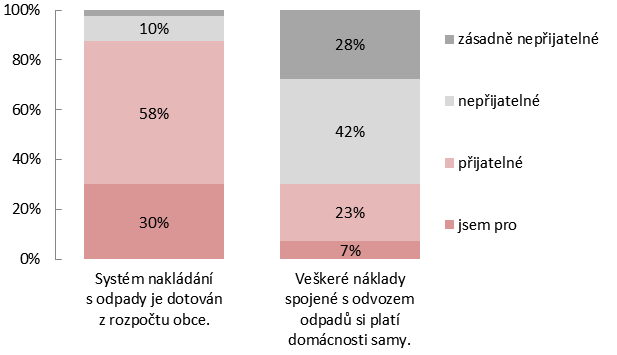 100%
80%
60%
40%
20%
0%
10%
58%
30%
28%
42%
23%
7%
Systém nakládání
s odpady je dotován
z rozpočtu obce.
Veškeré náklady
spojené s odvozem
odpadů si platí
domácnosti samy.
zásadně nepřijatelné
nepřijatelné
přijatelné
jsem pro